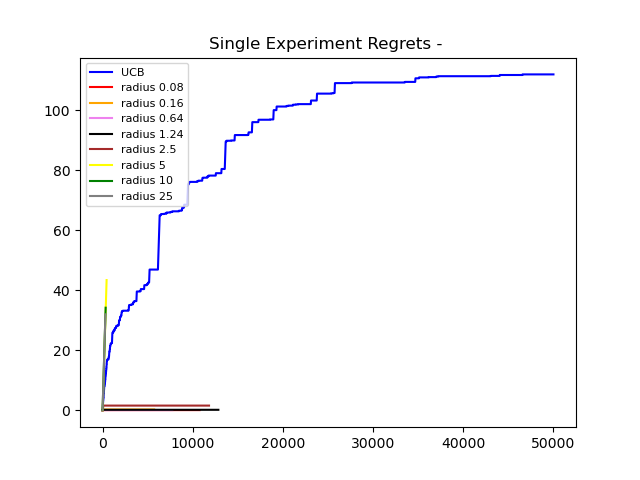 Single Experiment Regrets -
UCB
radius 0.08
radius 0.16
radius 0.64
radius 1.24
radius 2.5
radius 5
radius 10
radius 25
100
80
60
40
20
0
0 10000 20000 30000 40000 50000